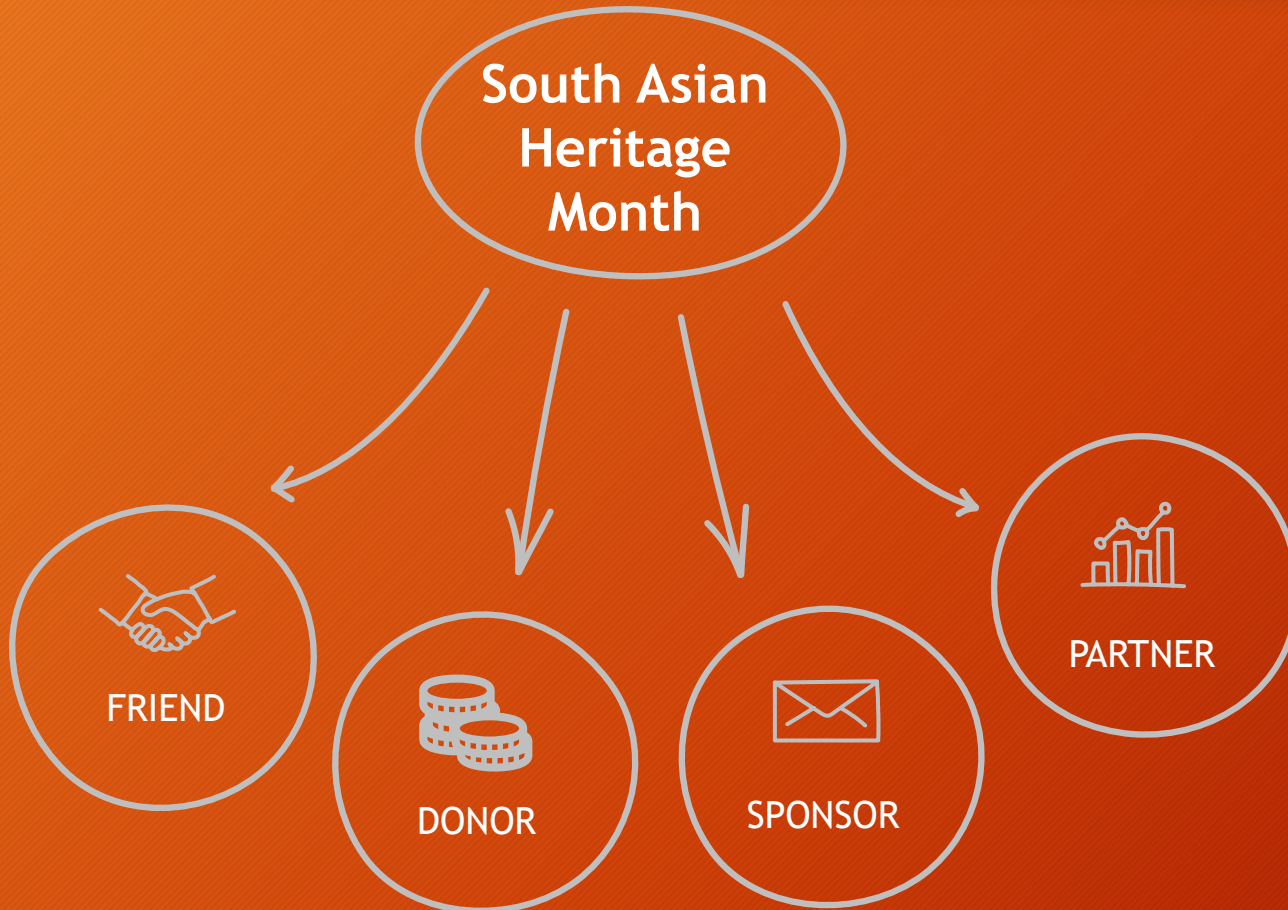 South Asian
Heritage
Month
FRIEND
DONOR
SPONSOR
PARTNER